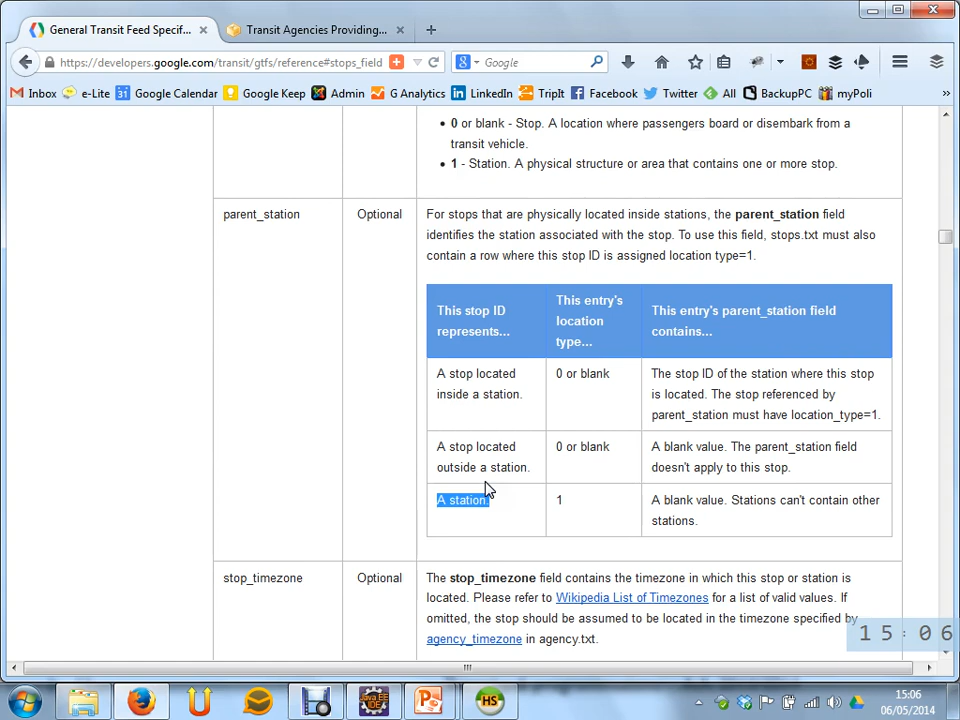 General Transit Feed Specif...
Transit Agencies Providing...
https://developers.google.com/transit/gtfs/reference#stops_field
Google
Inbox
e-Lite
Google Calendar
Google Keep
Admin
G Analytics
LinkedIn
TripIt
Facebook
Twitter
All
BackupPC
myPoli
»
0 or blank - Stop. A location where passengers board or disembark from a
transit vehicle.
1 - Station. A physical structure or area that contains one or more stop.
parent_station
Optional
For stops that are physically located inside stations, the parent_station field
identifies the station associated with the stop. To use this field, stops.txt must also
contain a row where this stop ID is assigned location type=1.
This stop ID
represents...
This entry's
location
type...
This entry's parent_station field
contains...
A stop located
inside a station.
0 or blank
The stop ID of the station where this stop
is located. The stop referenced by
parent_station must have location_type=1.
A stop located
outside a station.
0 or blank
A blank value. The parent_station field
doesn't apply to this stop.
A station.
1
A blank value. Stations can't contain other
stations.
stop_timezone
Optional
The stop_timezone field contains the timezone in which this stop or station is
located. Please refer to Wikipedia List of Timezones for a list of valid values. If
omitted, the stop should be assumed to be located in the timezone specified by
agency_timezone in agency.txt.
15:06
Java EE
IDE
HS
15:06
06/05/2014